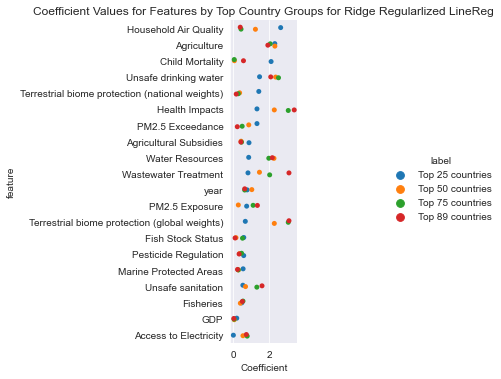 Coefficient Values for Features by Top Country Groups for Ridge Regularlized LineReg
Household Air Quality
Agriculture
Child Mortality
Unsafe drinking water
Terrestrial biome protection (national weights)
Health Impacts
PM2.5 Exceedance
Agricultural Subsidies
Water Resources
Wastewater Treatment
year
PM2.5 Exposure
Terrestrial biome protection (global weights)
Fish Stock Status
Pesticide Regulation
Marine Protected Areas
Unsafe sanitation
Fisheries
GDP
Access to Electricity
feature
0 2
Coefficient
label
Top 25 countries
Top 50 countries
Top 75 countries
Top 89 countries